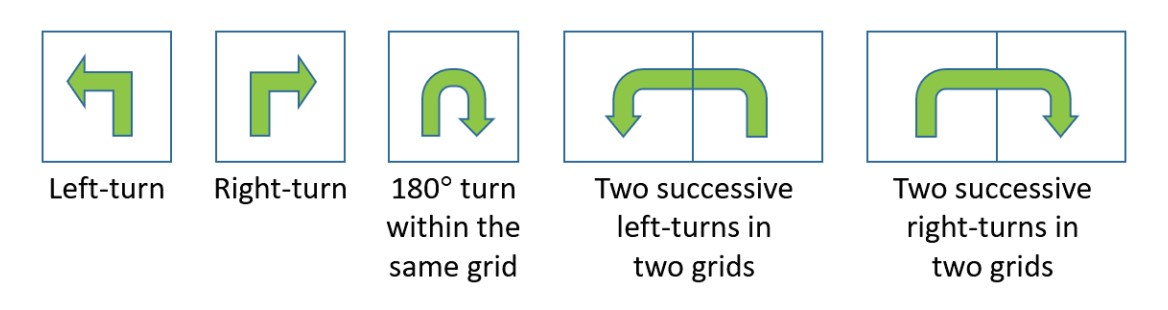 Left-turn
Right-turn
180° turn
within the
same grid
Two successive
left-turns in
two grids
Two successive
right-turns in
two grids